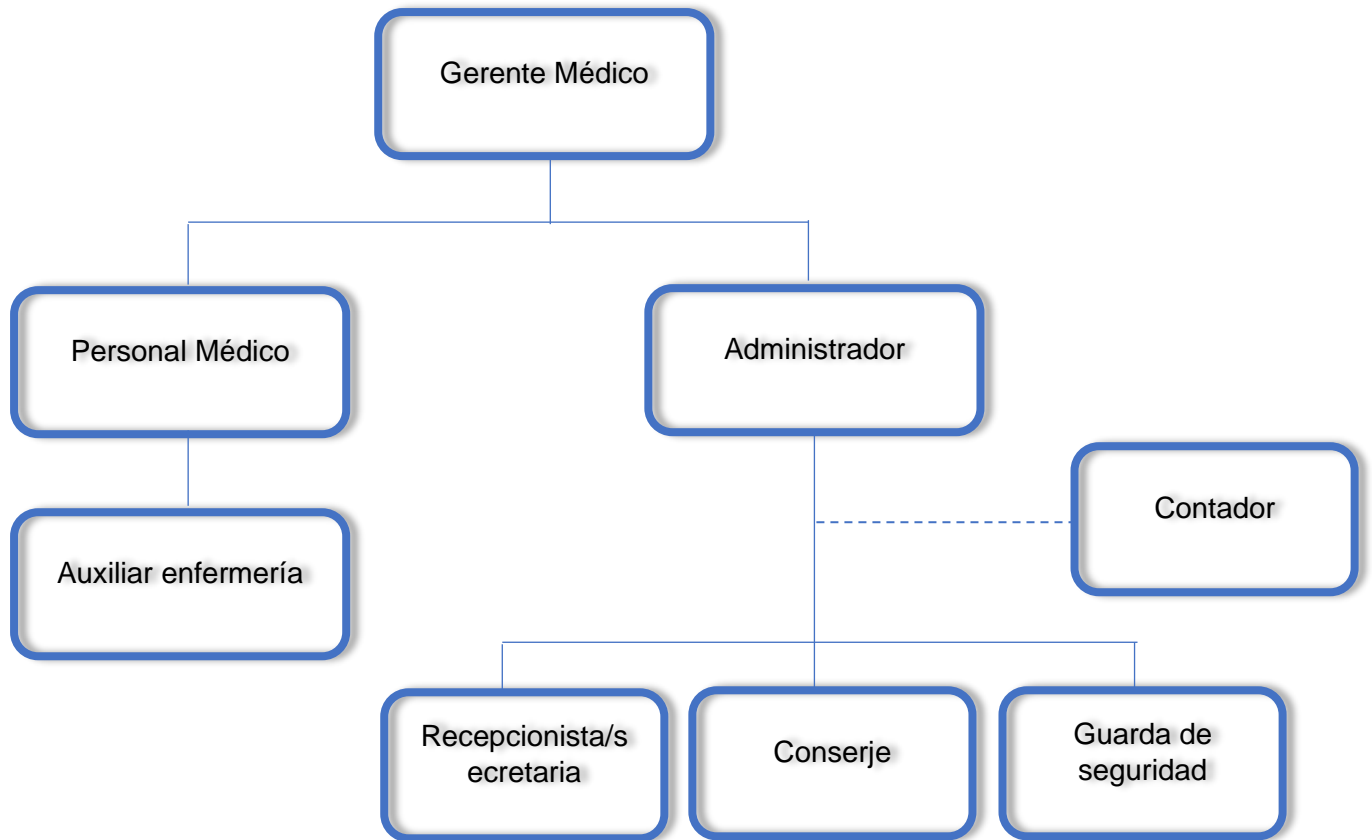 Gerente Médico
Personal Médico
Administrador
Contador
Auxiliar enfermería
Recepcionista/s
ecretaria
Conserje
Guarda de
seguridad